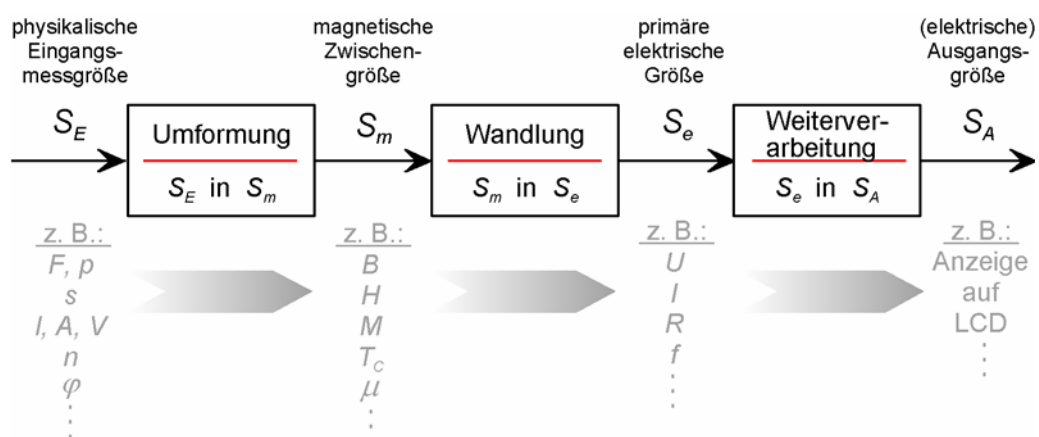 physikalische
Eingangs-
messgröße
magnetische
Zwischen-
größe
primäre
elektrische
Größe
(elektrische)
Ausgangs-
größe
S_E
Umformung
S_E in S_m
S_m
Wandlung
S_m in S_e
S_e
Weiterver-
arbeitung
S_e in S_A
S_A
z. B.:
F, p
s
l, A, V
n
φ
z. B.:
B
H
M
T_C
μ
z. B.:
U
I
R
f
z. B.:
Anzeige
auf
LCD